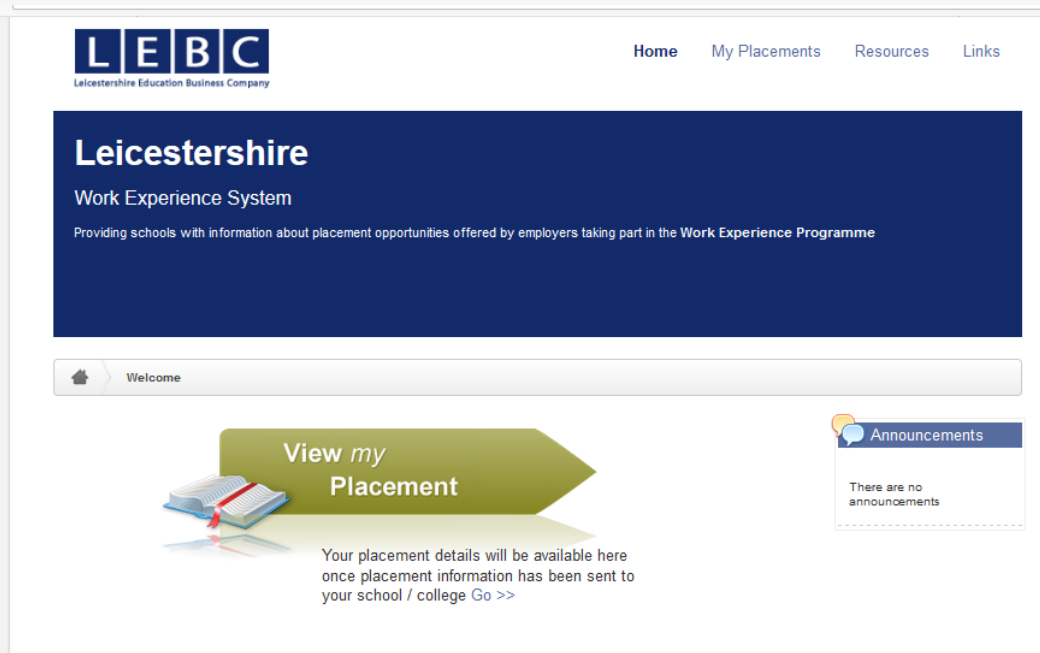 LEBC
Leicestershire Education Business Company
Home My Placements Resources Links
Leicestershire
Work Experience System
Providing schools with information about placement opportunities offered by employers taking part in the Work Experience Programme
Welcome
View my
Placement
Your placement details will be available here
once placement information has been sent to
your school / college Go >>
Announcements
There are no
announcements